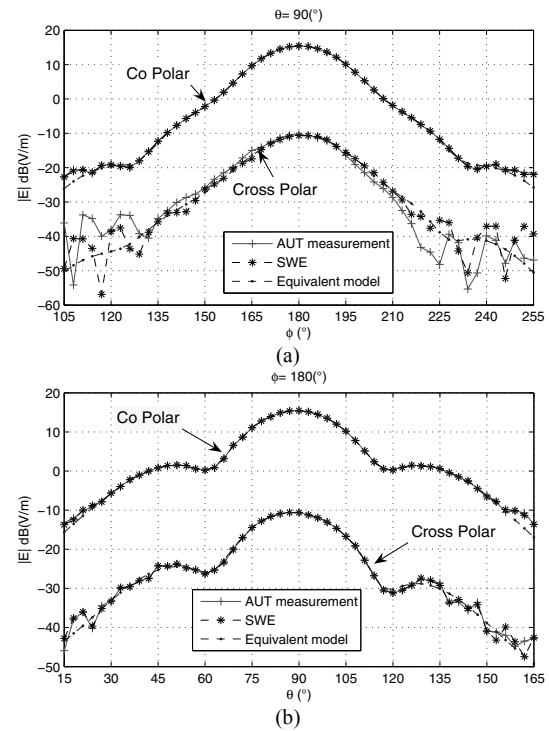 θ= 90(°)
20
10
0
−10
−20
−30
−40
−50
−60
|E| dB(V/m)
Co Polar
Cross Polar
AUT measurement
SWE
Equivalent model
105 120 135 150 165 180 195 210 225 240 255
ϕ (°)
(a)
ϕ= 180(°)
20
10
0
−10
−20
−30
−40
−50
|E| dB(V/m)
Co Polar
Cross Polar
AUT measurement
SWE
Equivalent model
15 30 45 60 75 90 105 120 135 150 165
θ (°)
(b)